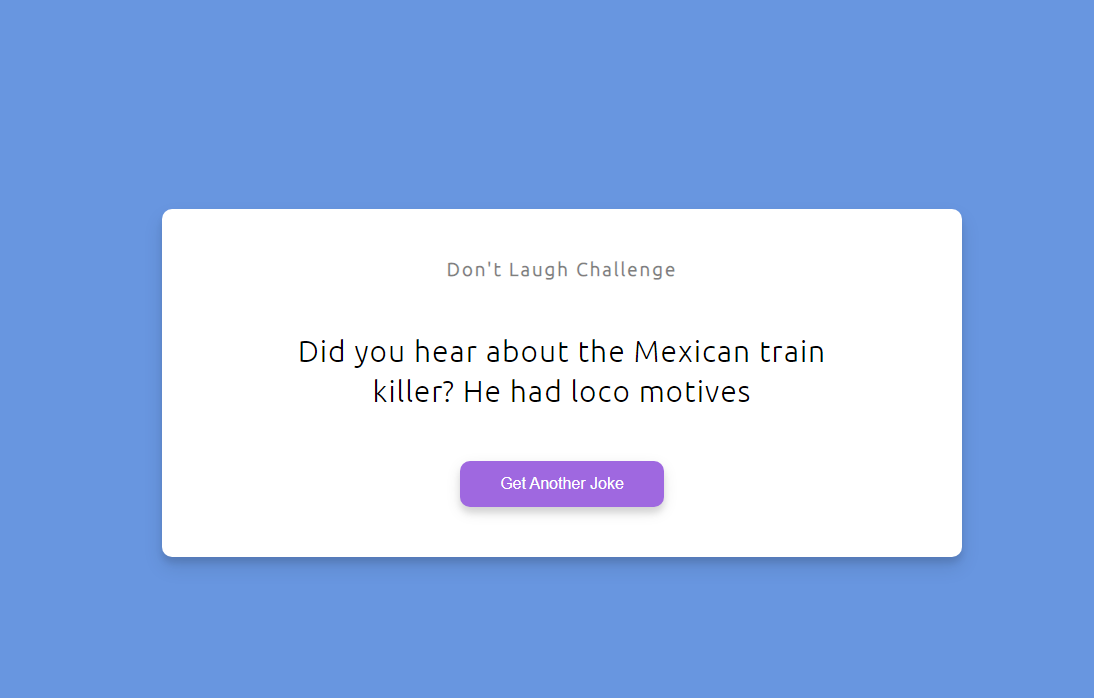 Don't Laugh Challenge
Did you hear about the Mexican train
killer? He had loco motives
Get Another Joke